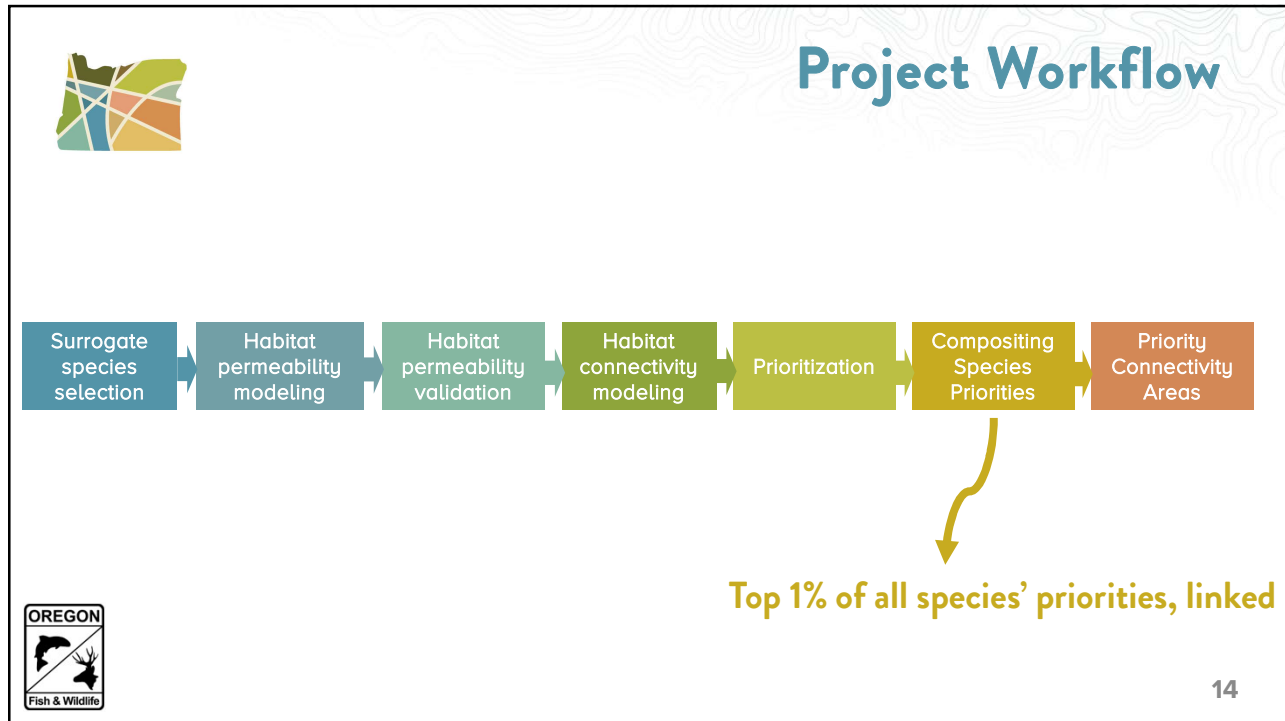 Project Workflow
Surrogate
species
selection
Habitat
permeability
modeling
Habitat
permeability
validation
Habitat
connectivity
modeling
Prioritization
Compositing
Species
Priorities
Priority
Connectivity
Areas
Top 1% of all species’ priorities, linked
OREGON
Fish & Wildlife
14